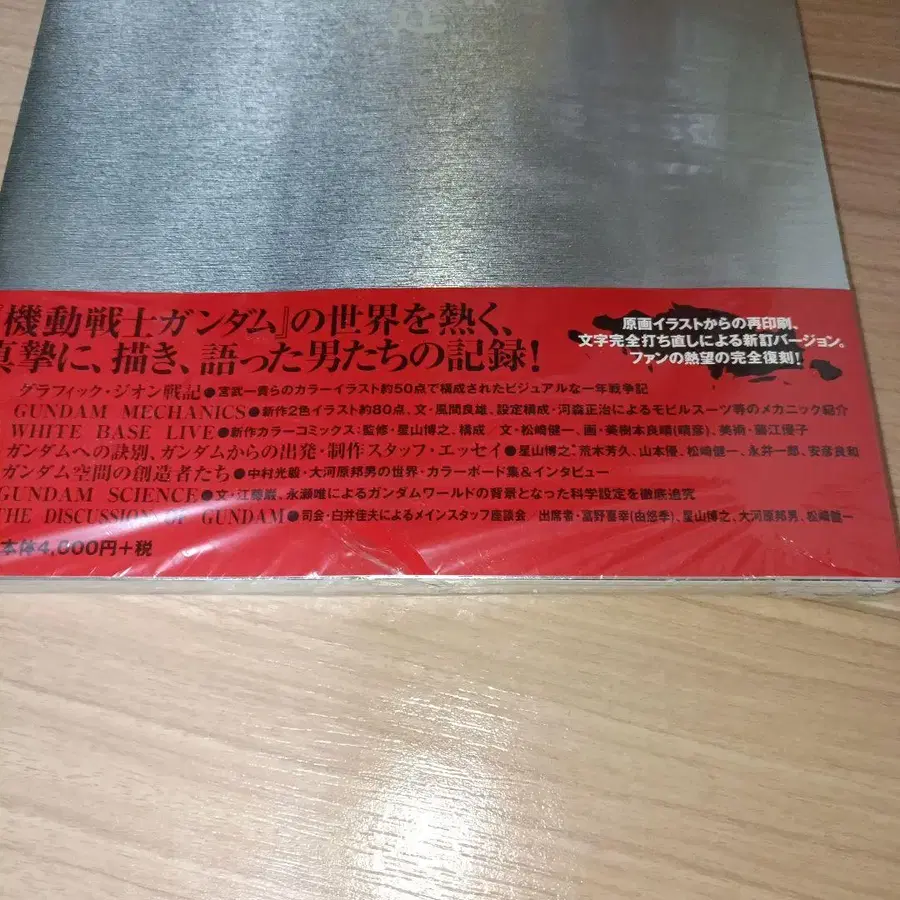 『機動戦士ガンダム』の世界を熱く、
真摯に、描き、語った男たちの記録!
原画イラストからの再印刷、
文字完全打ち直しによる新訂バージョン。
ファンの熱望の完全復刻!
グラフィック・ジオン戦記●宮武一貴らのカラーイラスト約50点で構成されたビジュアルな一年戦争記
GUNDAM MECHANICS●新作2色イラスト約80点、文・風間良雄、設定構成・河森正治によるモビルスーツ等のメカニック紹介
WHITE BASE LIVE●新作カラーコミックス:監修・星山博之、構成/文・松崎健一、画・美樹本良晴(晴彦)、美術・藤江優子
ガンダムへの訣別、ガンダムからの出発・制作スタッフ・エッセイ●星山博之、荒木芳久、山本優、松崎健一、永井一郎、安彦良和
ガンダム空間の創造者たち●中村光毅・大河原邦男の世界・カラーボード集&インタビュー
GUNDAM SCIENCE●文・江藤巌、永瀬唯によるガンダムワールドの背景となった科学設定を徹底追究
THE DISCUSSION OF GUNDAM●司会・白井佳夫によるメインスタッフ座談会/出席者・富野喜幸(由悠季)、星山博之、大河原邦男、松崎健一
本体4,800円+税